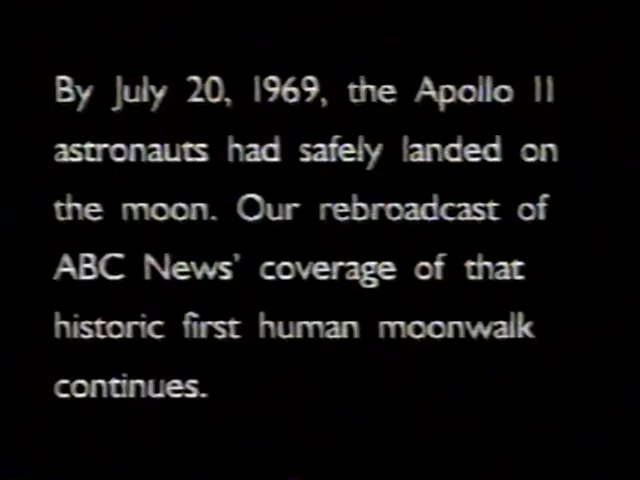 By July 20, 1969, the Apollo 11
astronauts had safely landed on
the moon. Our rebroadcast of
ABC News' coverage of that
historic first human moonwalk
continues.